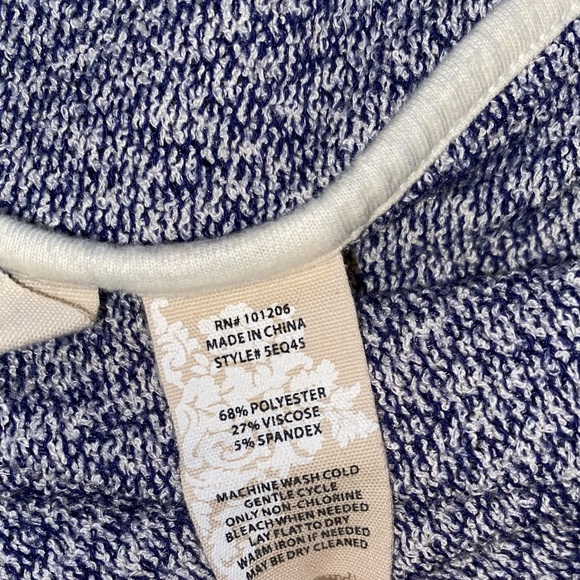 RN# 101206
MADE IN CHINA
STYLE# 5EQ45
68% POLYESTER
27% VISCOSE
5% SPANDEX
MACHINE WASH COLD
GENTLE CYCLE
ONLY NON-CHLORINE
BLEACH WHEN NEEDED
LAY FLAT TO DRY
WARM IRON IF NEEDED
MAY BE DRY CLEANED